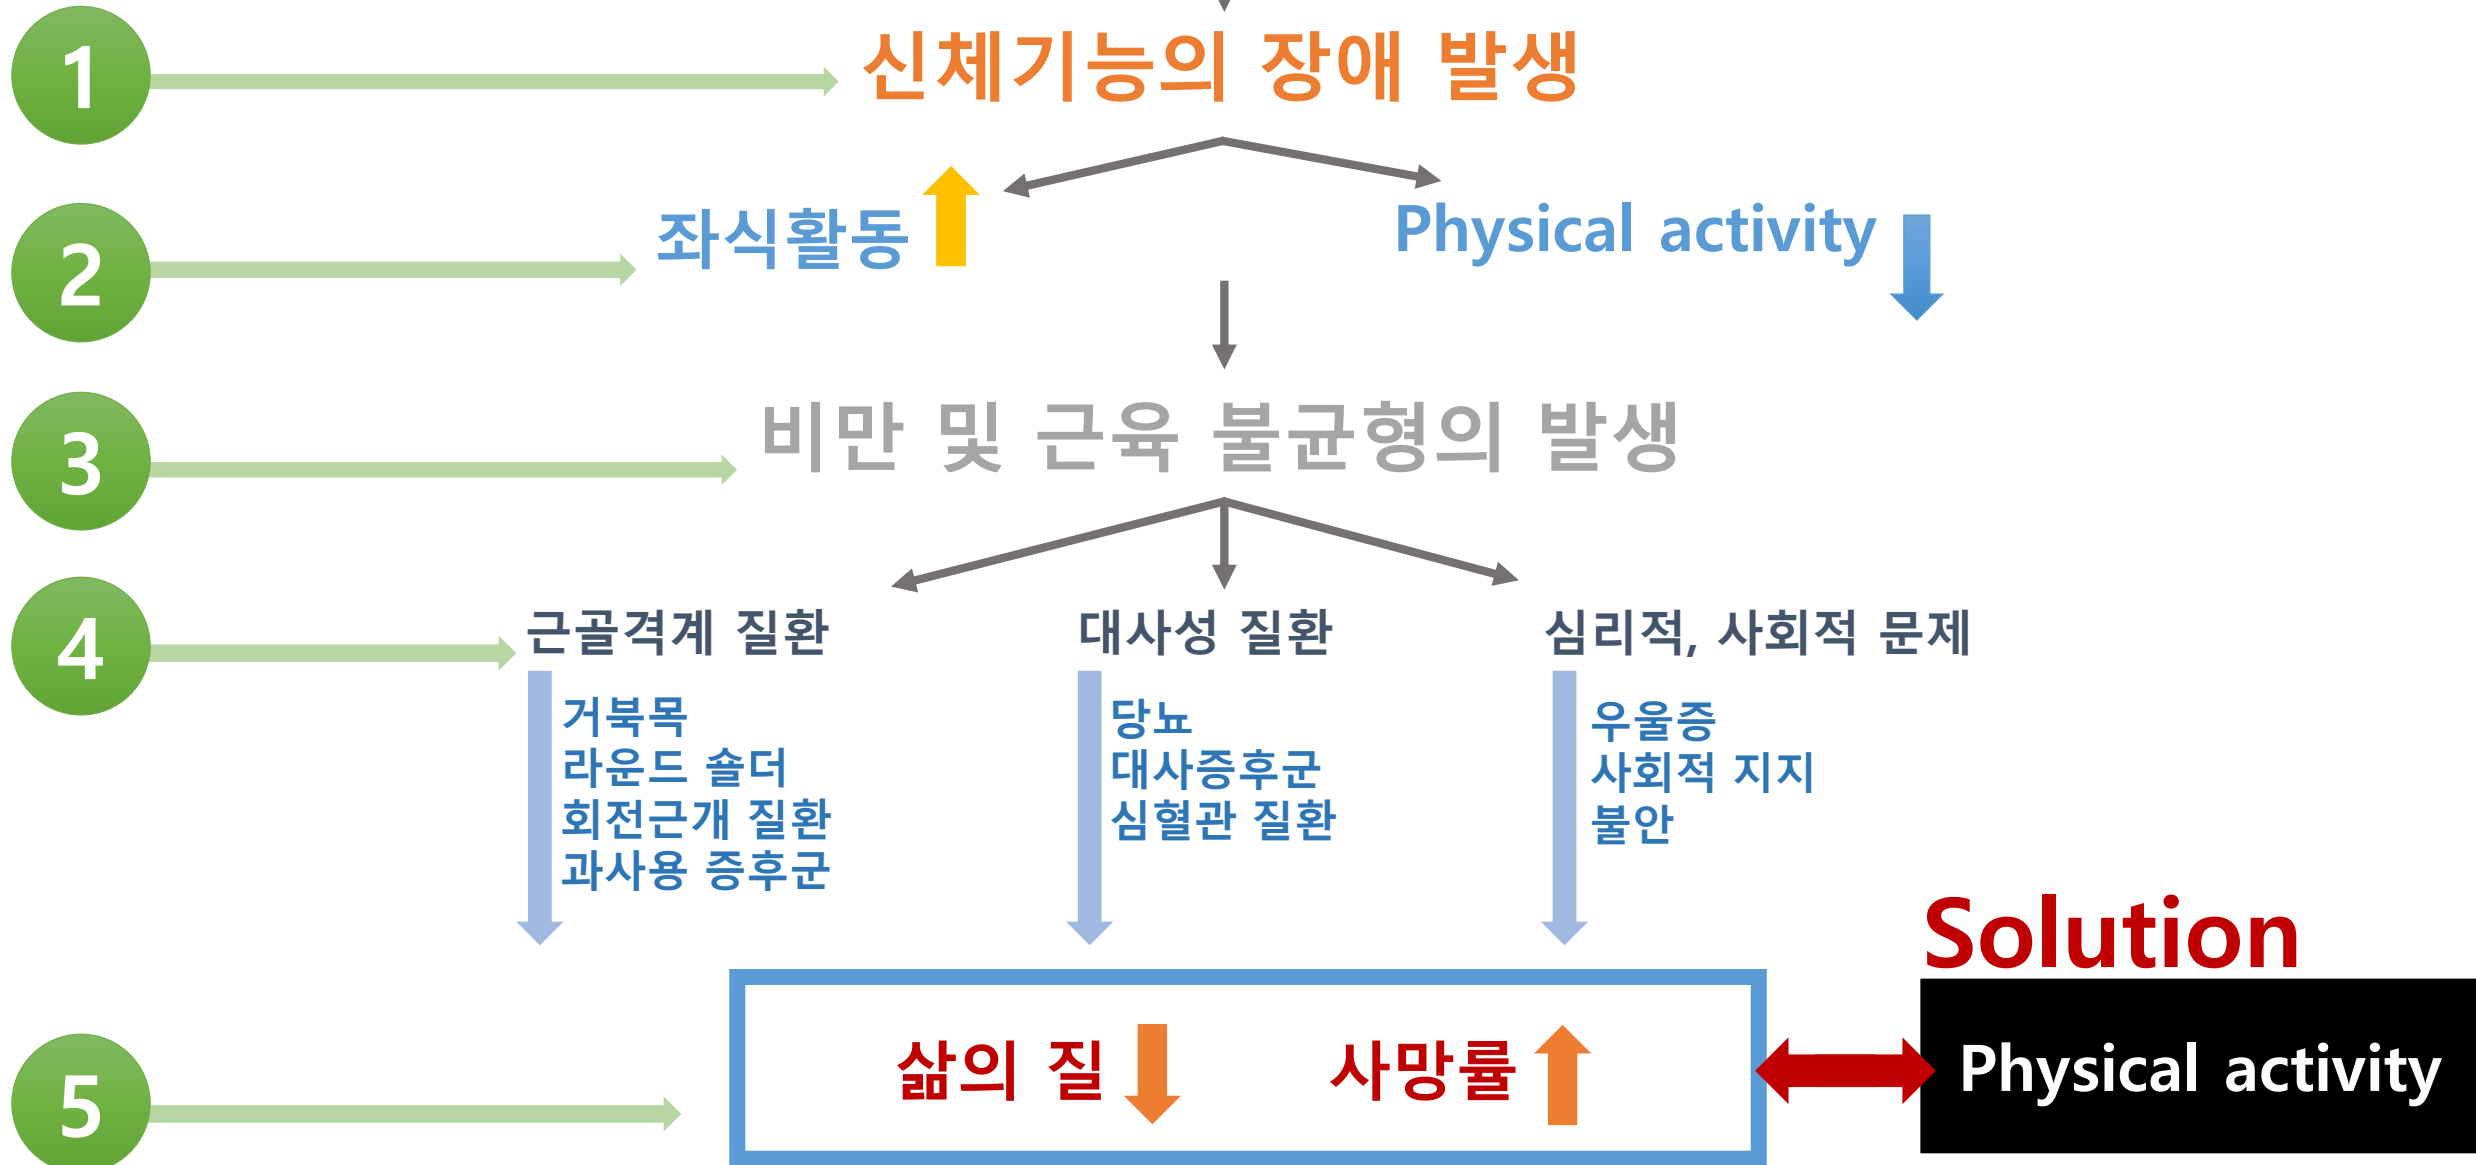 1
신체기능의 장애 발생
2
좌식활동
Physical activity
3
비만 및 근육 불균형의 발생
4
근골격계 질환
거북목
라운드 숄더
회전근개 질환
과사용 증후군
대사성 질환
당뇨
대사증후군
심혈관 질환
심리적, 사회적 문제
우울증
사회적 지지
불안
5
삶의 질
사망률
Solution
Physical activity